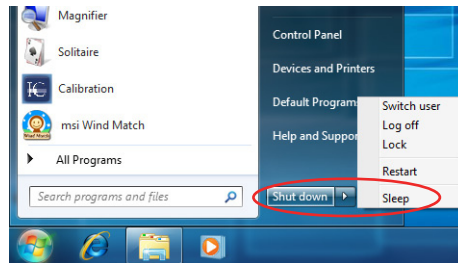 Magnifier
Solitaire
Calibration
msi Wind Match
All Programs
Search programs and files
Control Panel
Devices and Printers
Default Program
Help and Suppor
Shut down
Switch user
Log off
Lock
Restart
Sleep